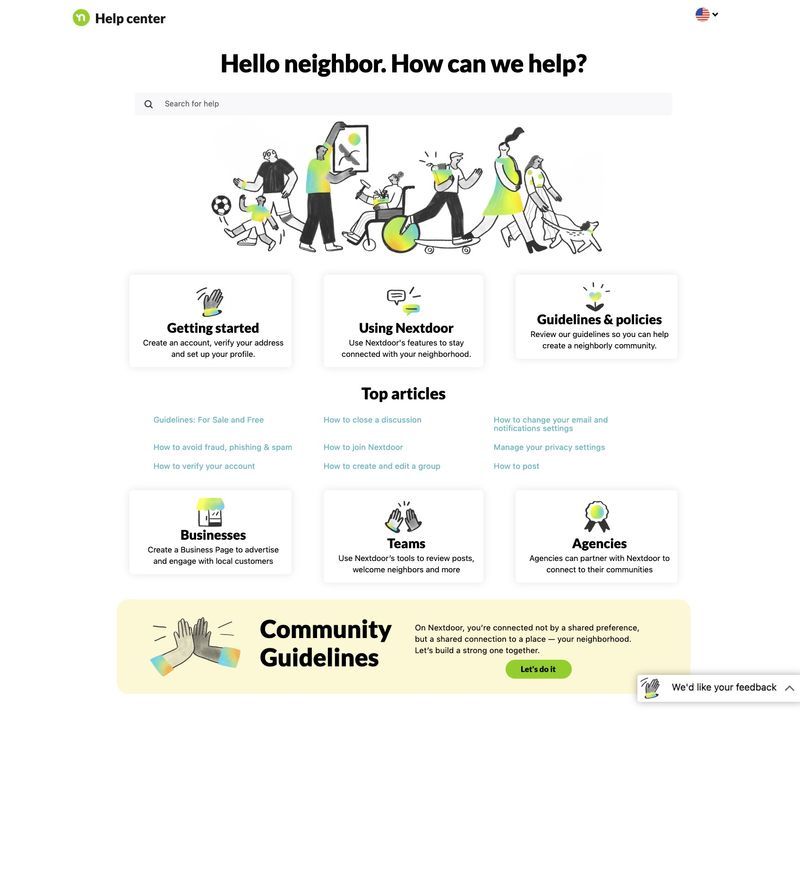 n Help center
Hello neighbor. How can we help?
Search for help
Getting started
Create an account, verify your address
and set up your profile.
Using Nextdoor
Use Nextdoor's features to stay
connected with your neighborhood.
Guidelines & policies
Review our guidelines so you can help
create a neighborly community.
Top articles
Guidelines: For Sale and Free
How to close a discussion
How to change your email and
notifications settings
How to avoid fraud, phishing & spam
How to join Nextdoor
Manage your privacy settings
How to verify your account
How to create and edit a group
How to post
Businesses
Create a Business Page to advertise
and engage with local customers
Teams
Use Nextdoor's tools to review posts,
welcome neighbors and more
Agencies
Agencies can partner with Nextdoor to
connect to their communities
Community
Guidelines
On Nextdoor, you're connected not by a shared preference,
but a shared connection to a place — your neighborhood.
Let's build a strong one together.
Let's do it
We'd like your feedback